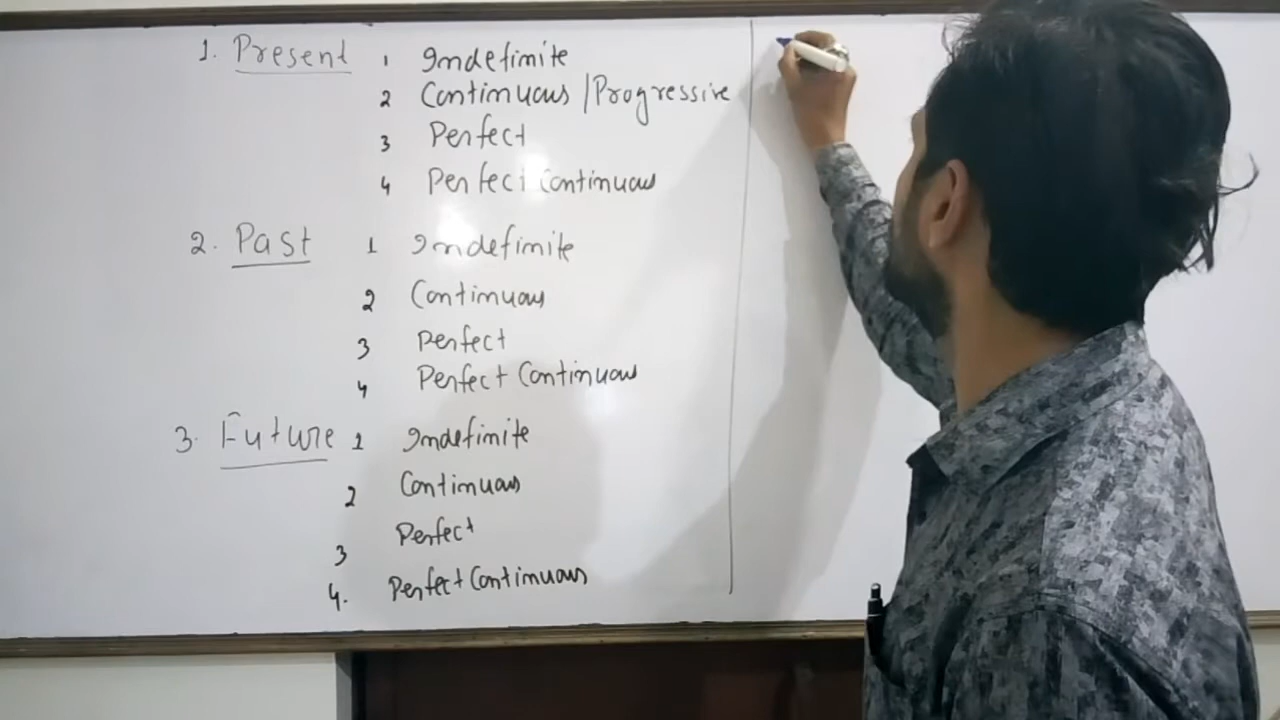 1. Present 1 Indefinite
2 Continuous / Progressive
3 Perfect
4 Perfect Continuous
2. Past 1 Indefinite
2 Continuous
3 Perfect
4 Perfect Continuous
3. Future 1 Indefinite
2 Continuous
3 Perfect
4. Perfect Continuous